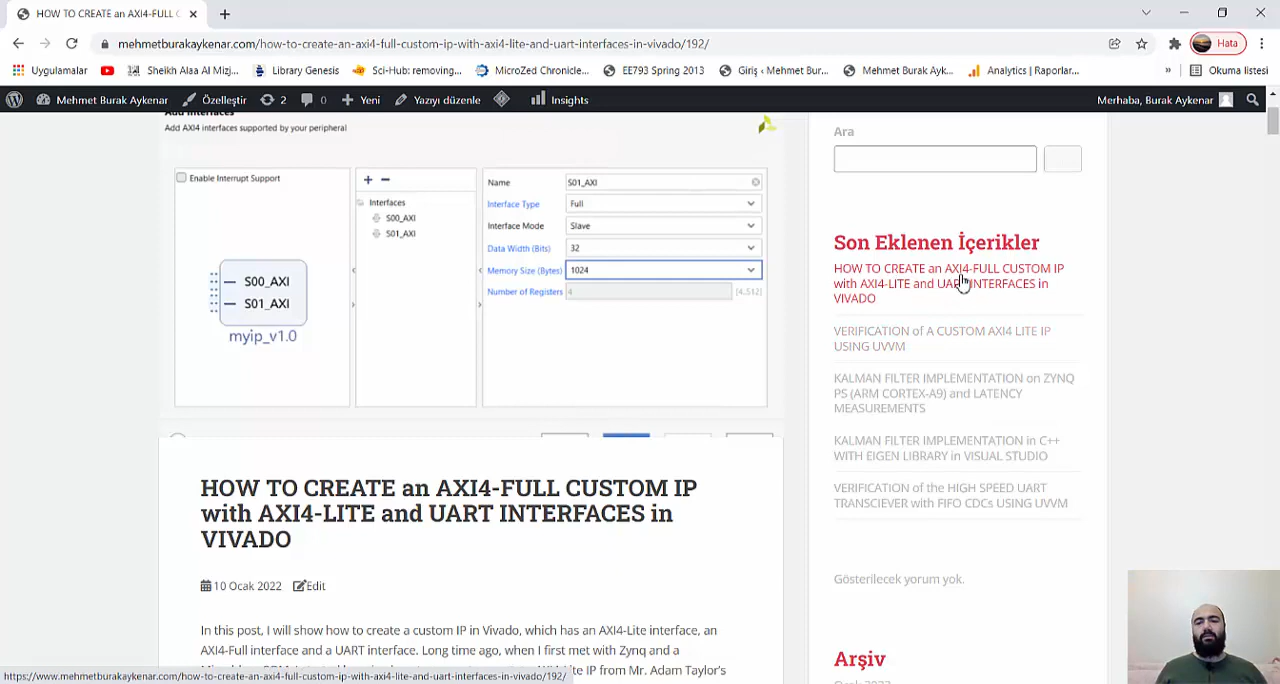 HOW TO CREATE an AXI4-FULL C
mehmetburakaykenar.com/how-to-create-an-axi4-full-custom-ip-with-axi4-lite-and-uart-interfaces-in-vivado/192/
Hata
Uygulamalar
Sheikh Alaa Al Mizj...
Library Genesis
Sci-Hub: removing...
MicroZed Chronicle...
EE793 Spring 2013
Giriş ‹ Mehmet Bur...
Mehmet Burak Ayk...
Analytics | Raporlar...
»
Okuma listesi
Mehmet Burak Aykenar
Özelleştir
2
0
Yeni
Yazıyı düzenle
Insights
Merhaba, Burak Aykenar
Add Interfaces
Add AXI4 interfaces supported by your peripheral
Enable Interrupt Support
S00_AXI
S01_AXI
myip_v1.0
Interfaces
S00_AXI
S01_AXI
Name S01_AXI
Interface Type Full
Interface Mode Slave
Data Width (Bits) 32
Memory Size (Bytes) 1024
Number of Registers 4 [4,512]
HOW TO CREATE an AXI4-FULL CUSTOM IP
with AXI4-LITE and UART INTERFACES in
VIVADO
10 Ocak 2022 Edit
In this post, I will show how to create a custom IP in Vivado, which has an AXI4-Lite interface, an
AXI4-Full interface and a UART interface. Long time ago, when I first met with Zynq and a
IP from Mr. Adam Taylor's
Ara
Son Eklenen İçerikler
HOW TO CREATE an AXI4-FULL CUSTOM IP
with AXI4-LITE and UART INTERFACES in
VIVADO
VERIFICATION of A CUSTOM AXI4 LITE IP
USING UVVM
KALMAN FILTER IMPLEMENTATION on ZYNQ
PS (ARM CORTEX-A9) and LATENCY
MEASUREMENTS
KALMAN FILTER IMPLEMENTATION in C++
WITH EIGEN LIBRARY in VISUAL STUDIO
VERIFICATION of the HIGH SPEED UART
TRANSCIEVER with FIFO CDCs USING UVVM
Gösterilecek yorum yok.
Arşiv
https://www.mehmetburakaykenar.com/how-to-create-an-axi4-full-custom-ip-with-axi4-lite-and-uart-interfaces-in-vivado/192/